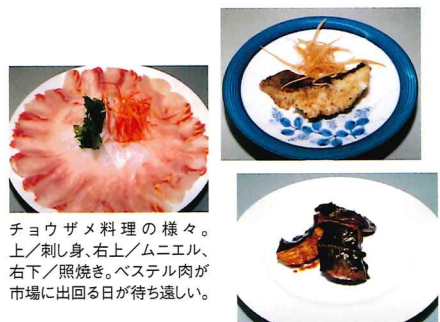 チョウザメ料理の様々。
上／刺し身、右上／ムニエル、
右下／照焼き。ベステル肉が
市場に出回る日が待ち遠しい。